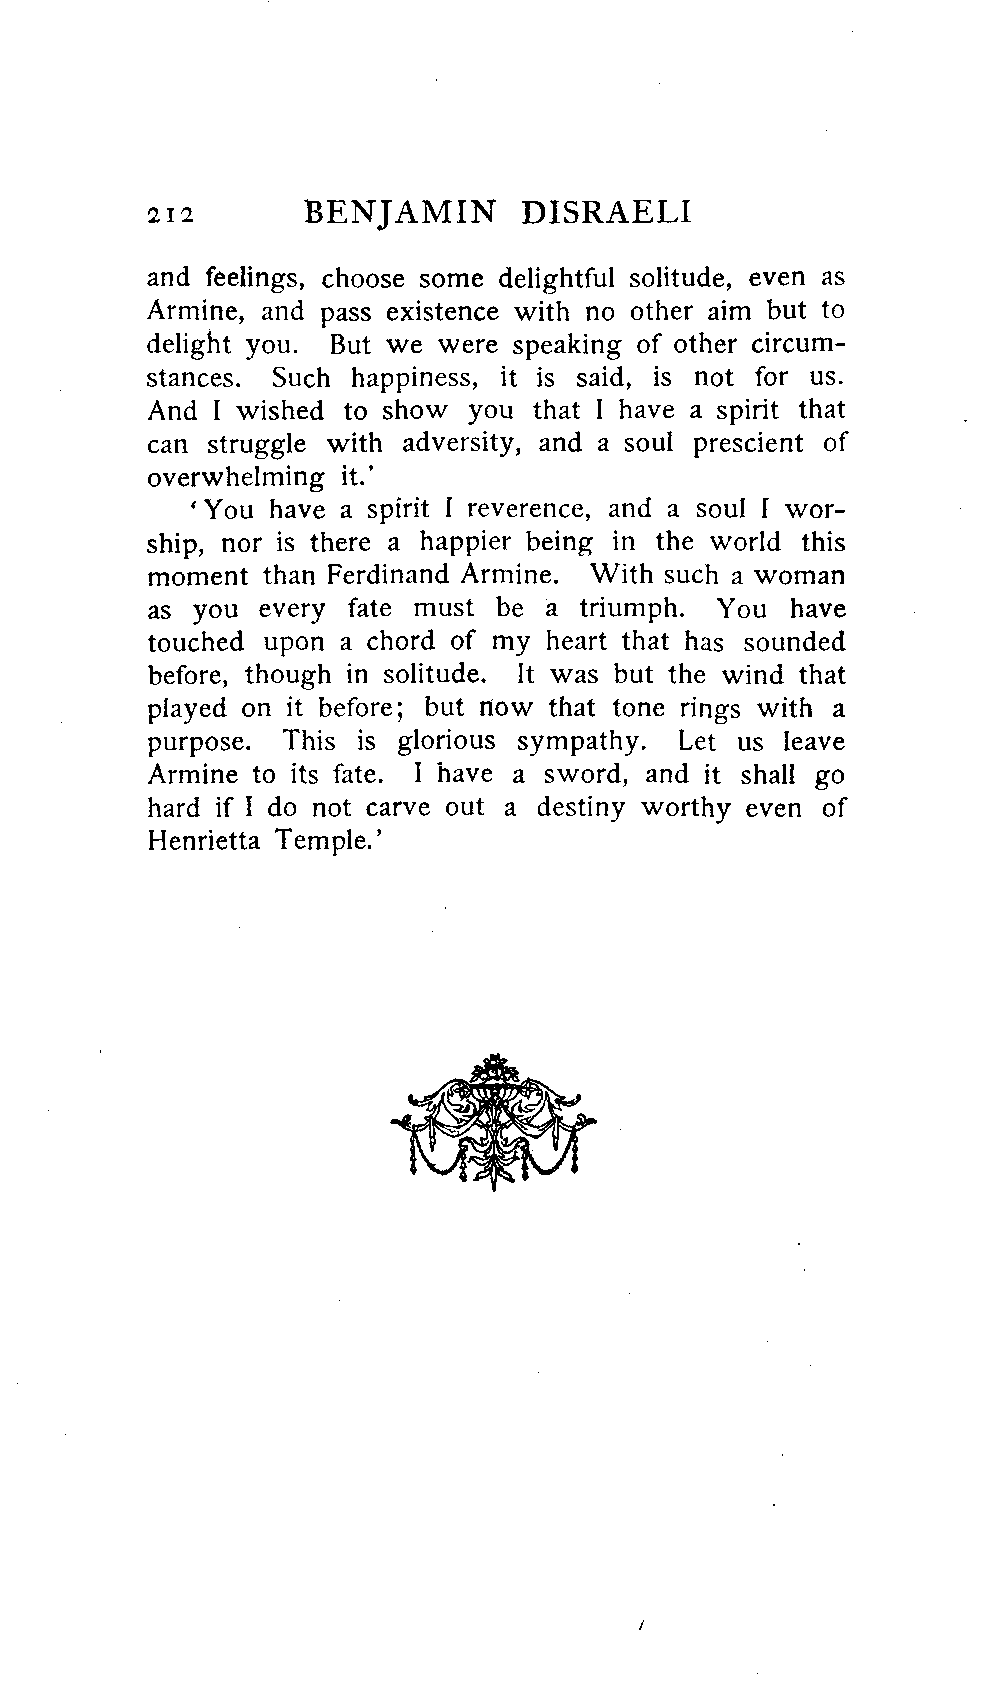 212 BENJAMIN DISRAELI
and feelings, choose some delightful solitude, even as
Armine, and pass existence with no other aim but to
delight you. But we were speaking of other circum-
stances. Such happiness, it is said, is not for us.
And I wished to show you that I have a spirit that
can struggle with adversity, and a soul prescient of
overwhelming it.’
‘You have a spirit I reverence, and a soul I wor-
ship, nor is there a happier being in the world this
moment than Ferdinand Armine. With such a woman
as you every fate must be a triumph. You have
touched upon a chord of my heart that has sounded
before, though in solitude. It was but the wind that
played on it before; but now that tone rings with a
purpose. This is glorious sympathy. Let us leave
Armine to its fate. I have a sword, and it shall go
hard if I do not carve out a destiny worthy even of
Henrietta Temple.’